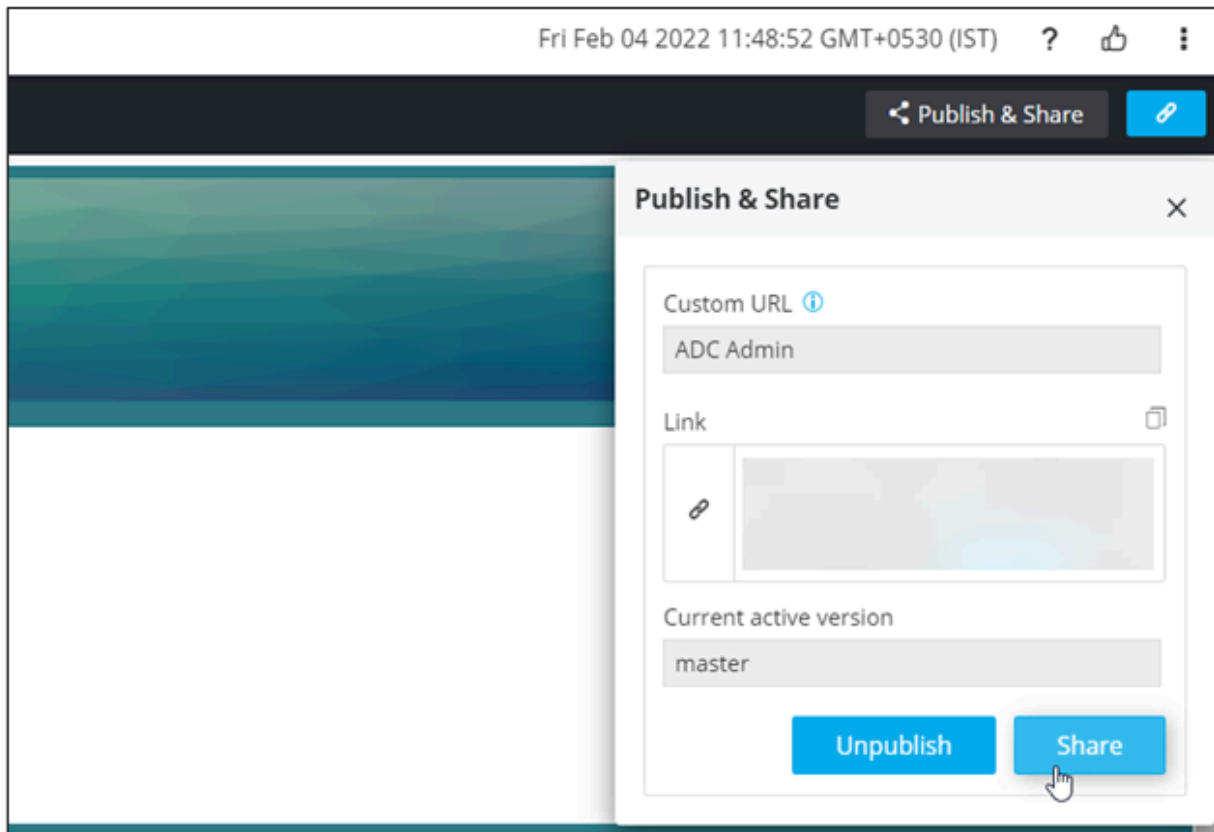 Fri Feb 04 2022 11:48:52 GMT+0530 (IST) ?
Publish & Share
Publish & Share
Custom URL
ADC Admin
Link
Current active version
master
Unpublish Share